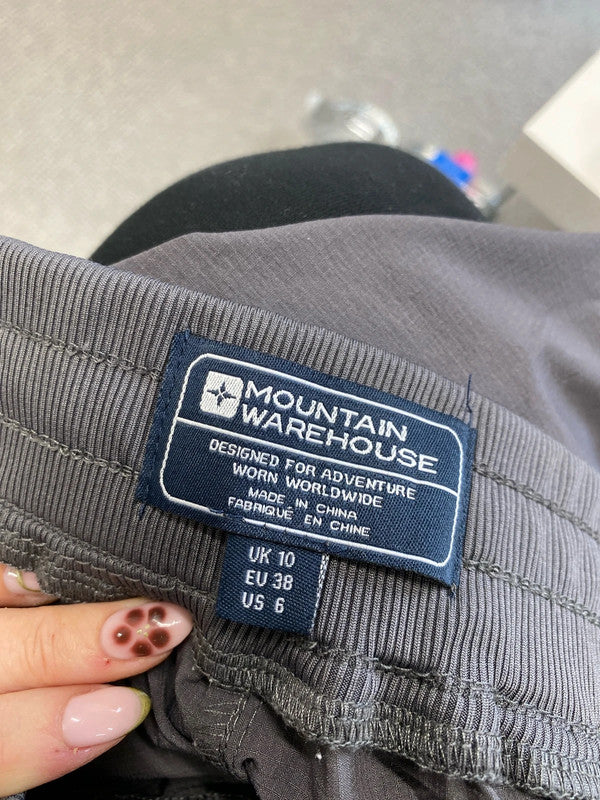 MOUNTAIN
WAREHOUSE
DESIGNED FOR ADVENTURE
WORN WORLDWIDE
MADE IN CHINA
FABRIQUÉ EN CHINE
UK 10
EU 38
US 6